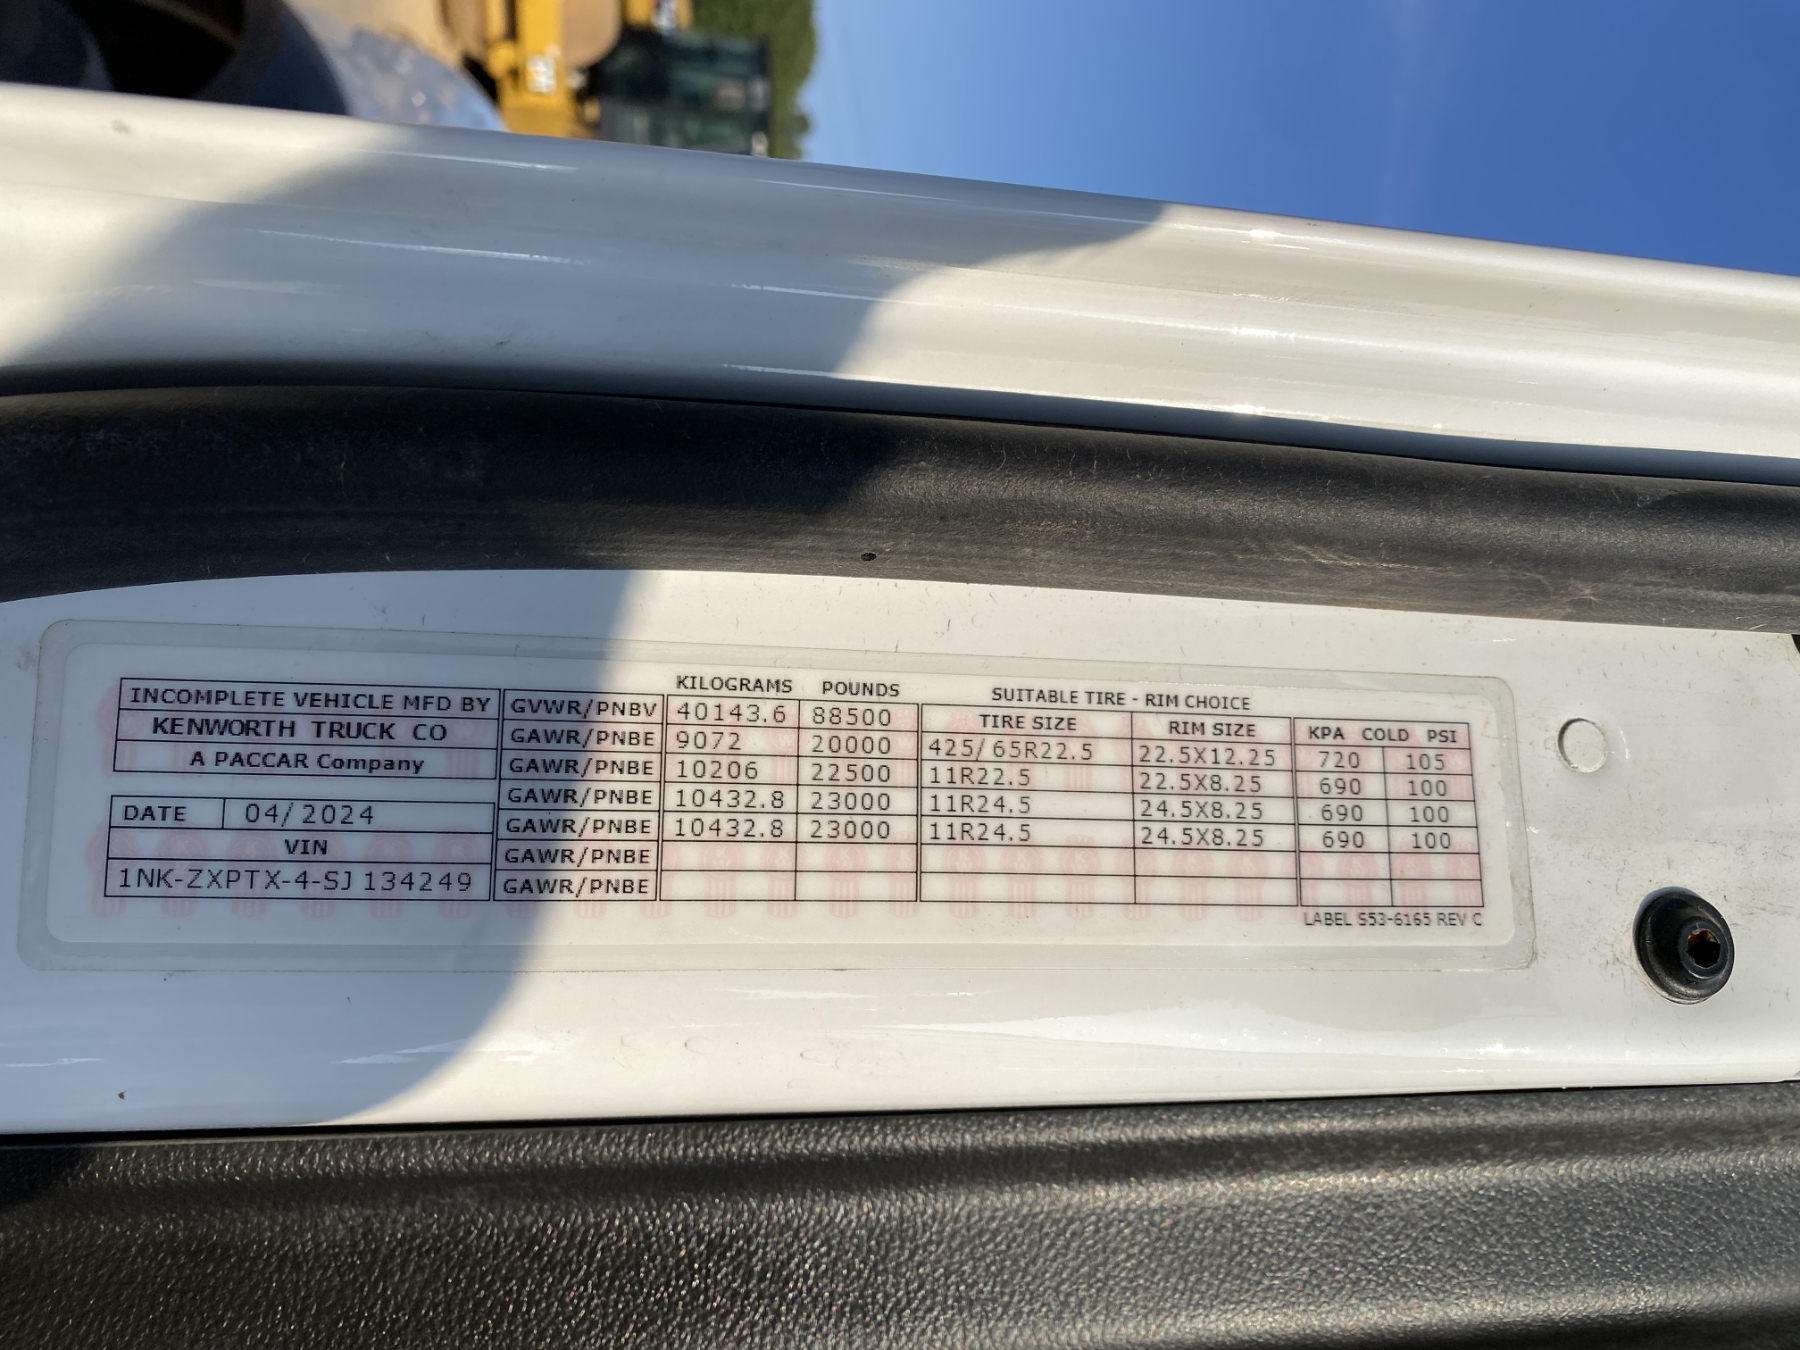 KILOGRAMS POUNDS SUITABLE TIRE - RIM CHOICE
INCOMPLETE VEHICLE MFD BY
KENWORTH TRUCK CO
A PACCAR Company
DATE 04/2024
VIN
1NK-ZXPTX-4-SJ 134249
TIRE SIZE RIM SIZE KPA COLD PSI
GVWR/PNBV 40143.6 88500
GAWR/PNBE 9072 20000 425/65R22.5 22.5X12.25 720 105
GAWR/PNBE 10206 22500 11R22.5 22.5X8.25 690 100
GAWR/PNBE 10432.8 23000 11R24.5 24.5X8.25 690 100
GAWR/PNBE 10432.8 23000 11R24.5 24.5X8.25 690 100
GAWR/PNBE
GAWR/PNBE
LABEL S53-6165 REV C